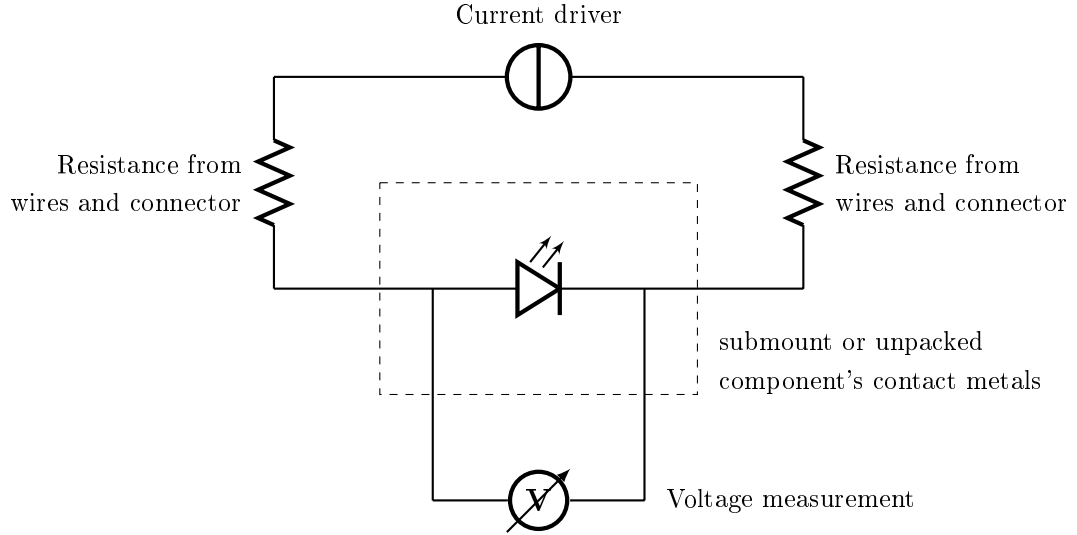 Current driver
Resistance from
wires and connector
Resistance from
wires and connector
submount or unpacked
component's contact metals
V
Voltage measurement